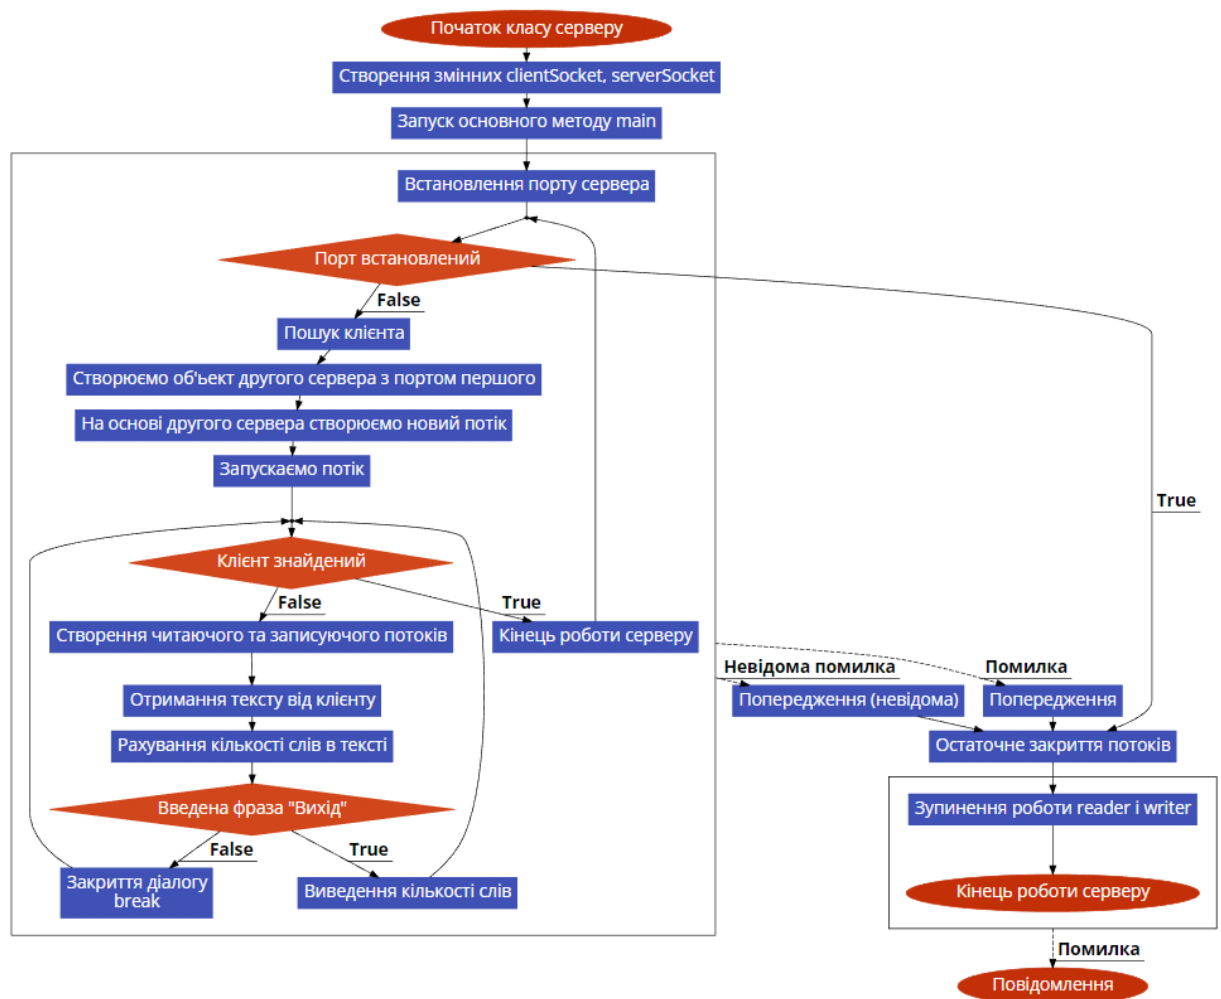 Початок класу серверу
Створення змінних clientSocket, serverSocket
Запуск основного методу main
Встановлення порту сервера
Порт встановлений
False
Пошук клієнта
Створюємо об'ьект другого сервера з портом першого
На основі другого сервера створюємо новий потік
Запускаємо потік
True
Клієнт знайдений
False
True
Створення читаючого та записуючого потоків
Кінець роботи серверу
Невідома помилка
Помилка
Отримання тексту від клієнту
Попередження (невідома)
Попередження
Рахування кількості слів в тексті
Остаточне закриття потоків
Введена фраза "Вихід"
Зупинення роботи reader і writer
False
True
Закриття діалогу
break
Виведення кількості слів
Кінець роботи серверу
Помилка
Повідомлення